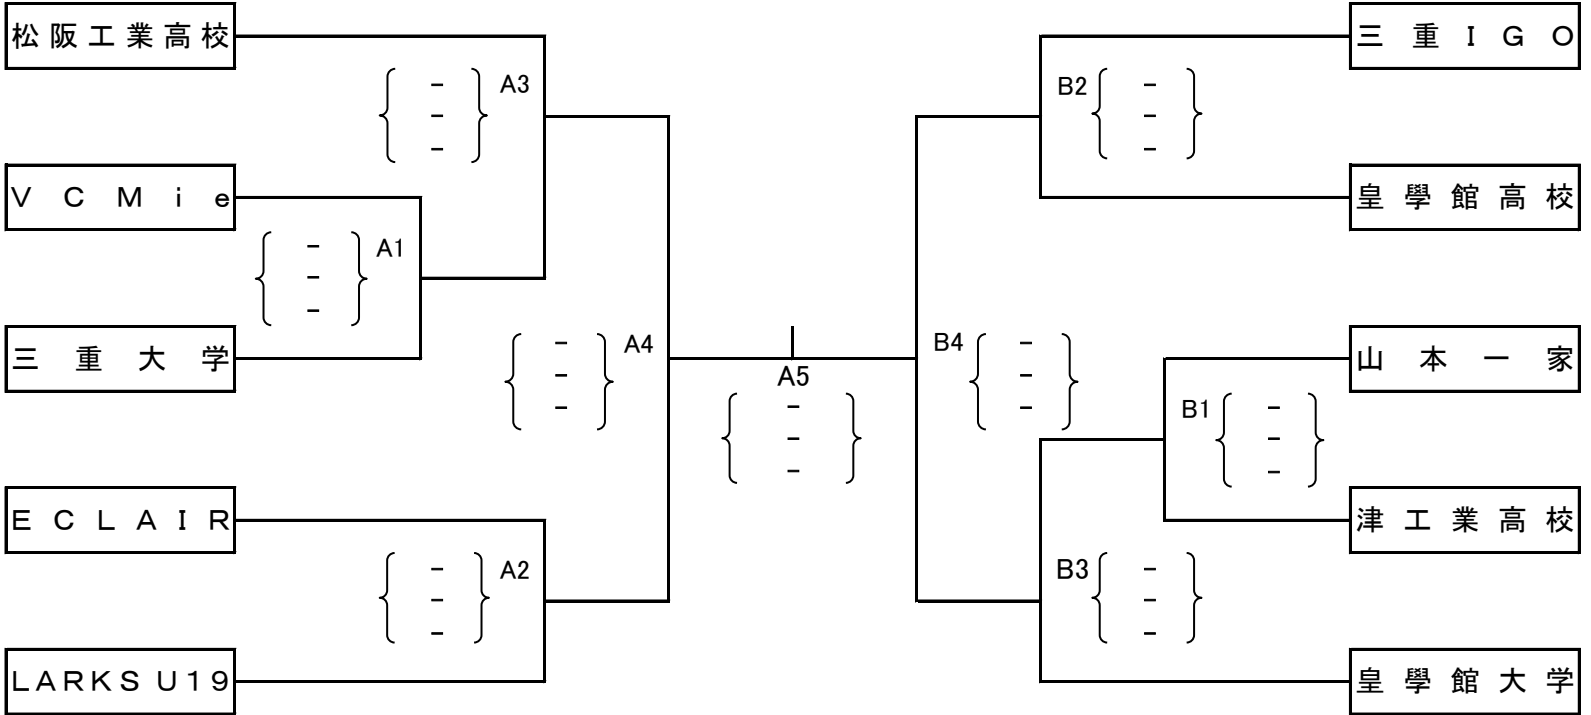 松阪工業高校
三重IGO
－ A3
B2 －
－
－
－
－
VCMie
皇學館高校
－ A1
－
－
三重大学
山本一家
－ A4
B4 －
－
－
－
－
A5
－
－
－
B1 －
－
－
ECLAIR
津工業高校
－ A2
B3 －
－
－
－
－
LARKS U19
皇學館大学